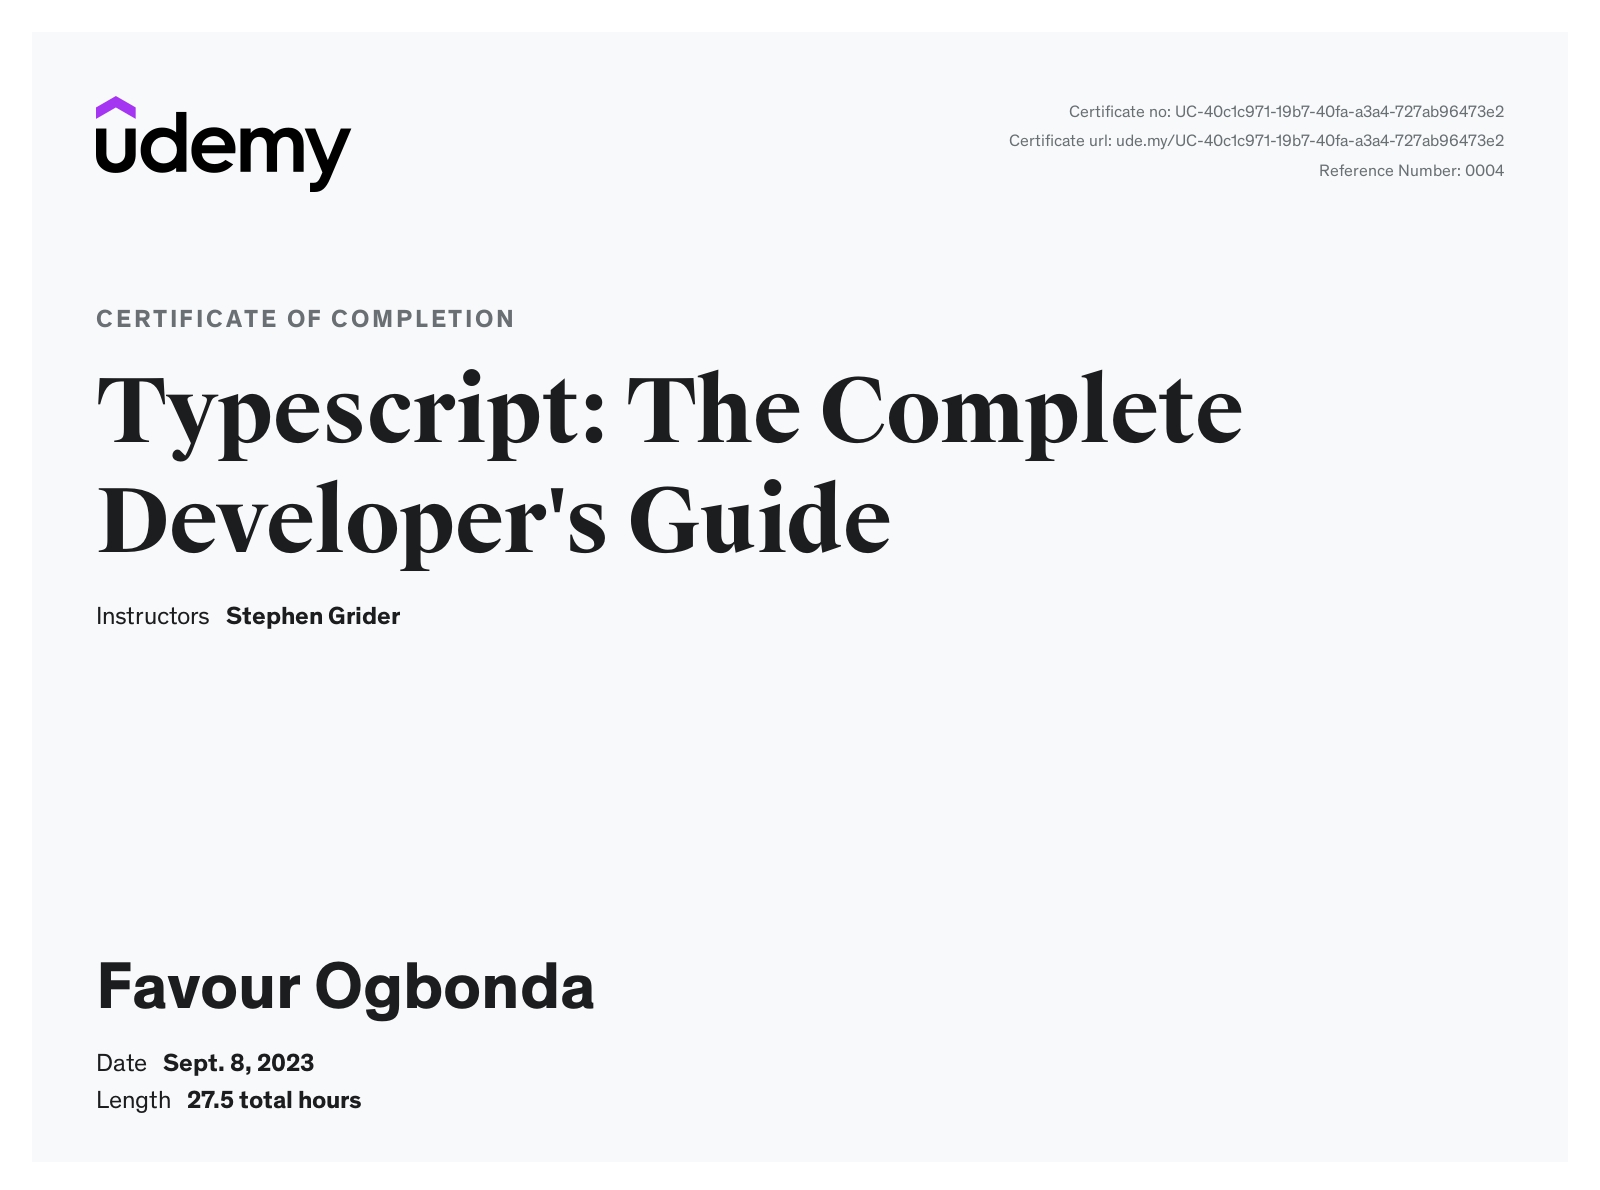 udemy
Certificate no: UC-40c1c971-19b7-40fa-a3a4-727ab96473e2
Certificate url: ude.my/UC-40c1c971-19b7-40fa-a3a4-727ab96473e2
Reference Number: 0004
CERTIFICATE OF COMPLETION
Typescript: The Complete
Developer's Guide
Instructors Stephen Grider
Favour Ogbonda
Date Sept. 8, 2023
Length 27.5 total hours